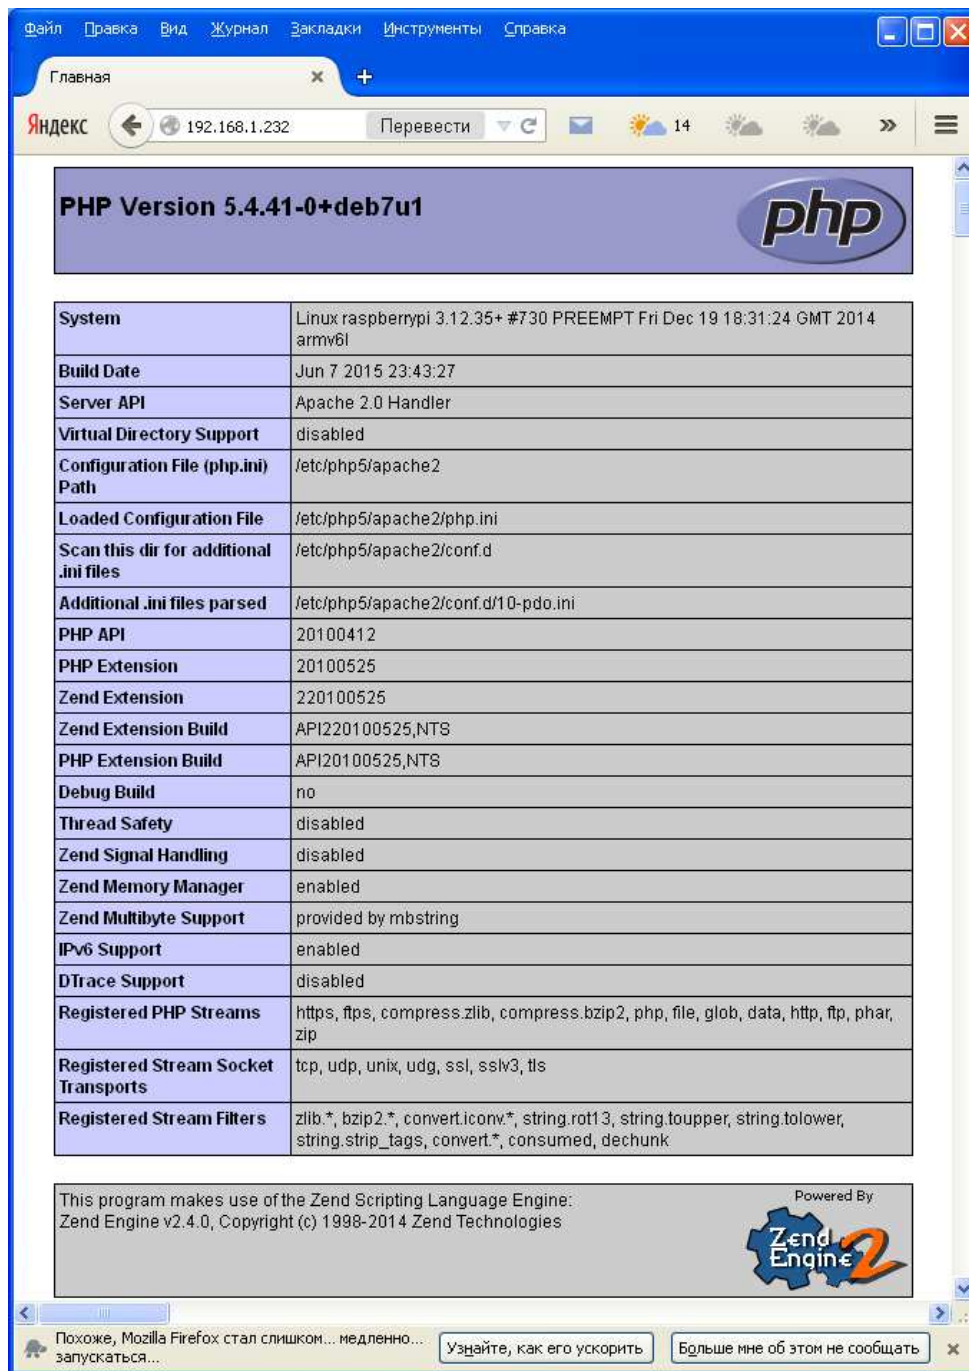 Файл Правка Вид Журнал Закладки Инструменты Справка
Главная
Яндекс 192.168.1.232 Перевести 14
PHP Version 5.4.41-0+deb7u1
php
System Linux raspberrypi 3.12.35+ #730 PREEMPT Fri Dec 19 18:31:24 GMT 2014
armv6l
Build Date Jun 7 2015 23:43:27
Server API Apache 2.0 Handler
Virtual Directory Support disabled
Configuration File (php.ini) /etc/php5/apache2
Path
Loaded Configuration File /etc/php5/apache2/php.ini
Scan this dir for additional /etc/php5/apache2/conf.d
.ini files
Additional .ini files parsed /etc/php5/apache2/conf.d/10-pdo.ini
PHP API 20100412
PHP Extension 20100525
Zend Extension 220100525
Zend Extension Build API220100525,NTS
PHP Extension Build API20100525,NTS
Debug Build no
Thread Safety disabled
Zend Signal Handling disabled
Zend Memory Manager enabled
Zend Multibyte Support provided by mbstring
IPv6 Support enabled
DTrace Support disabled
Registered PHP Streams https, ftps, compress.zlib, compress.bzip2, php, file, glob, data, http, ftp, phar,
zip
Registered Stream Socket tcp, udp, unix, udg, ssl, sslv3, tls
Transports
Registered Stream Filters zlib.*, bzip2.*, convert.iconv.*, string.rot13, string.toupper, string.tolower,
string.strip_tags, convert.*, consumed, dechunk
This program makes use of the Zend Scripting Language Engine: Powered By
Zend Engine v2.4.0, Copyright (c) 1998-2014 Zend Technologies
Zend
Engine 2
Похоже, Mozilla Firefox стал слишком... медленно... Узнайте, как его ускорить Больше мне об этом не сообщать
запускаться...